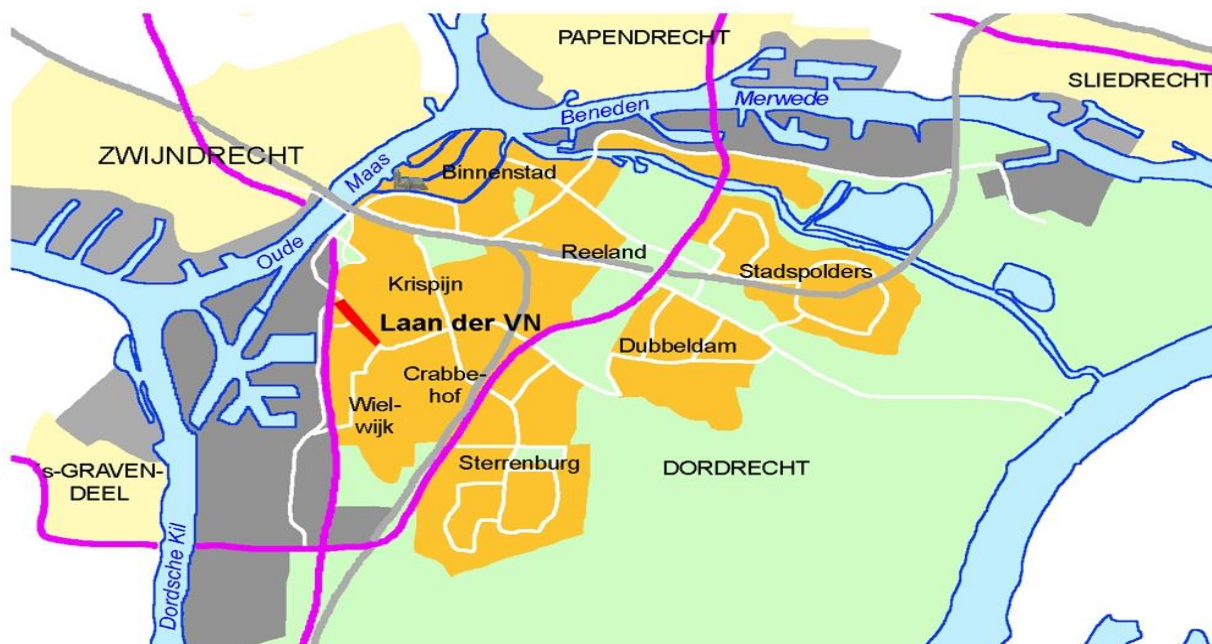 PAPENDRECHT
SLIEDRECHT
Beneden
Merwede
ZWIJNDRECHT
Maas
Binnenstad
Oude
Reeland
Stadspolders
Krispijn
Laan der VN
Dubbeldam
Crabbe-
hof
Wiel-
wijk
Sterrenburg
DORDRECHT
's-GRAVEN-
DEEL
Dordsche Kil